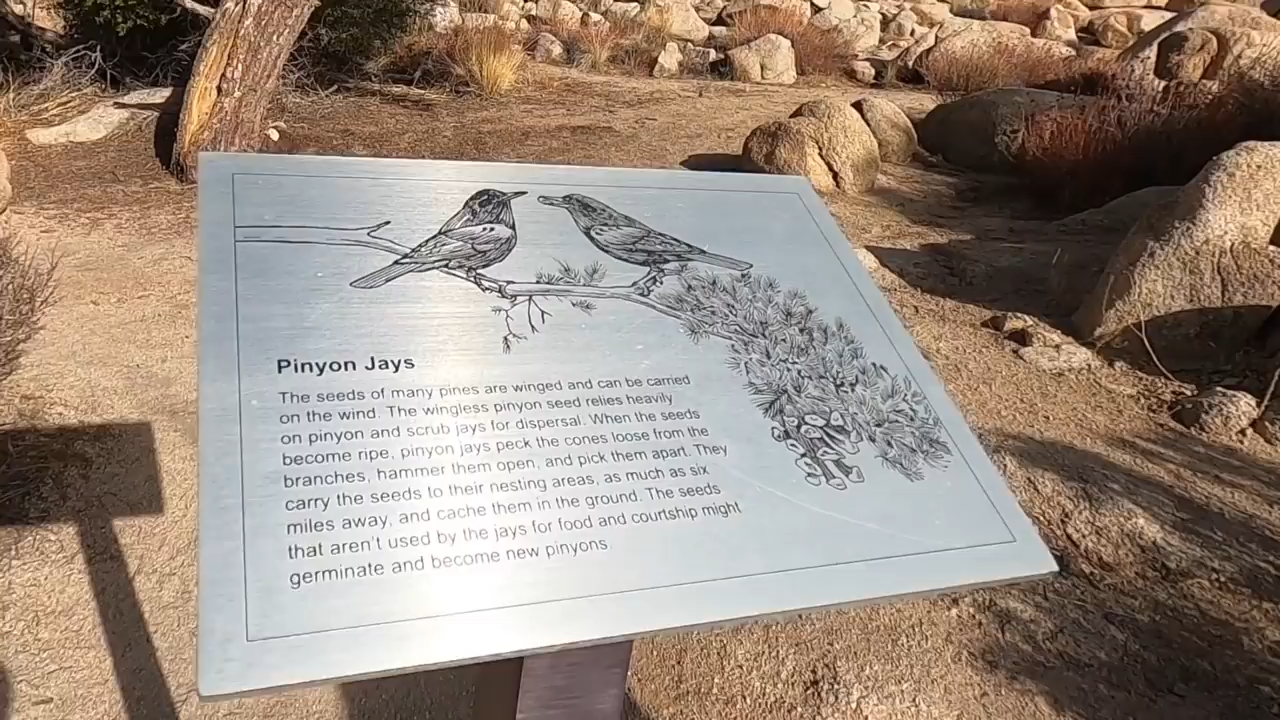 Pinyon Jays
The seeds of many pines are winged and can be carried
on the wind. The wingless pinyon seed relies heavily
on pinyon and scrub jays for dispersal. When the seeds
become ripe, pinyon jays peck the cones loose from the
branches, hammer them open, and pick them apart. They
carry the seeds to their nesting areas, as much as six
miles away, and cache them in the ground. The seeds
that aren't used by the jays for food and courtship might
germinate and become new pinyons.